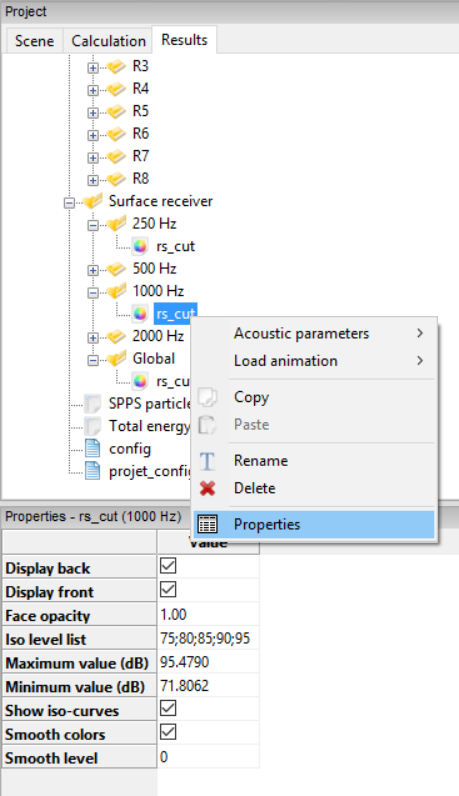 Project
Scene Calculation Results
R3
R4
R5
R6
R7
R8
Surface receiver
250 Hz
rs_cut
500 Hz
1000 Hz
rs_cut
2000 Hz
Global
rs_cu
SPPS particle
Total energy
config
projet_config
Acoustic parameters
Load animation
Copy
Paste
Rename
Delete
Properties
Properties - rs_cut (1000 Hz)
Value
Display back
Display front
Face opacity 1.00
Iso level list 75;80;85;90;95
Maximum value (dB) 95.4790
Minimum value (dB) 71.8062
Show iso-curves
Smooth colors
Smooth level 0